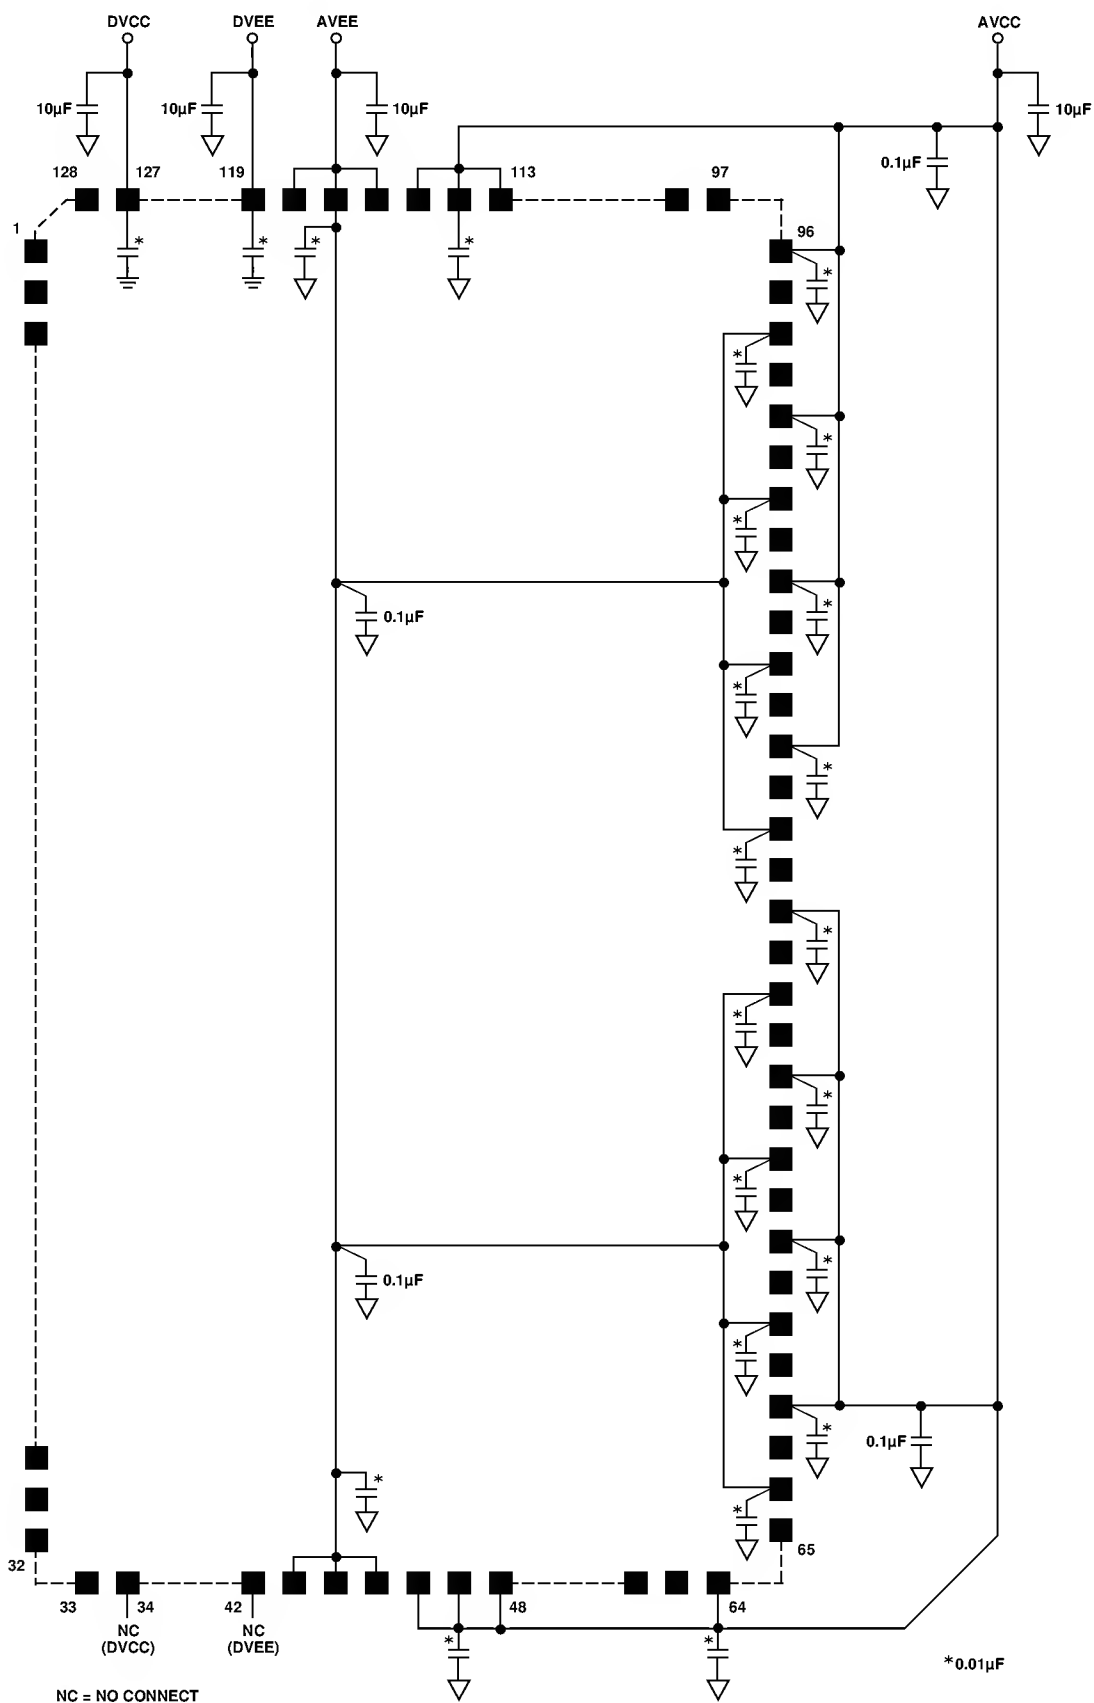 DVCC DVEE AVEE AVCC
10µF 10µF 10µF 10µF
0.1µF
128 127 119 113 97
1 * * * * 96
*
*
*
*
*
0.1µF *
*
*
*
*
*
*
*
*
0.1µF *
*
*
0.1µF
*
*
*
32 65
33 34 42 48 64
NC NC
(DVCC) (DVEE)
* *
*0.01µF
NC = NO CONNECT